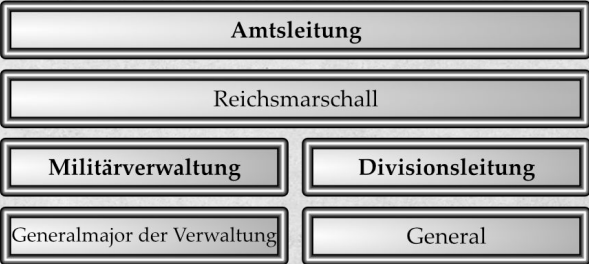 Amtsleitung
Reichsmarschall
Militärverwaltung
Divisionsleitung
Generalmajor der Verwaltung
General